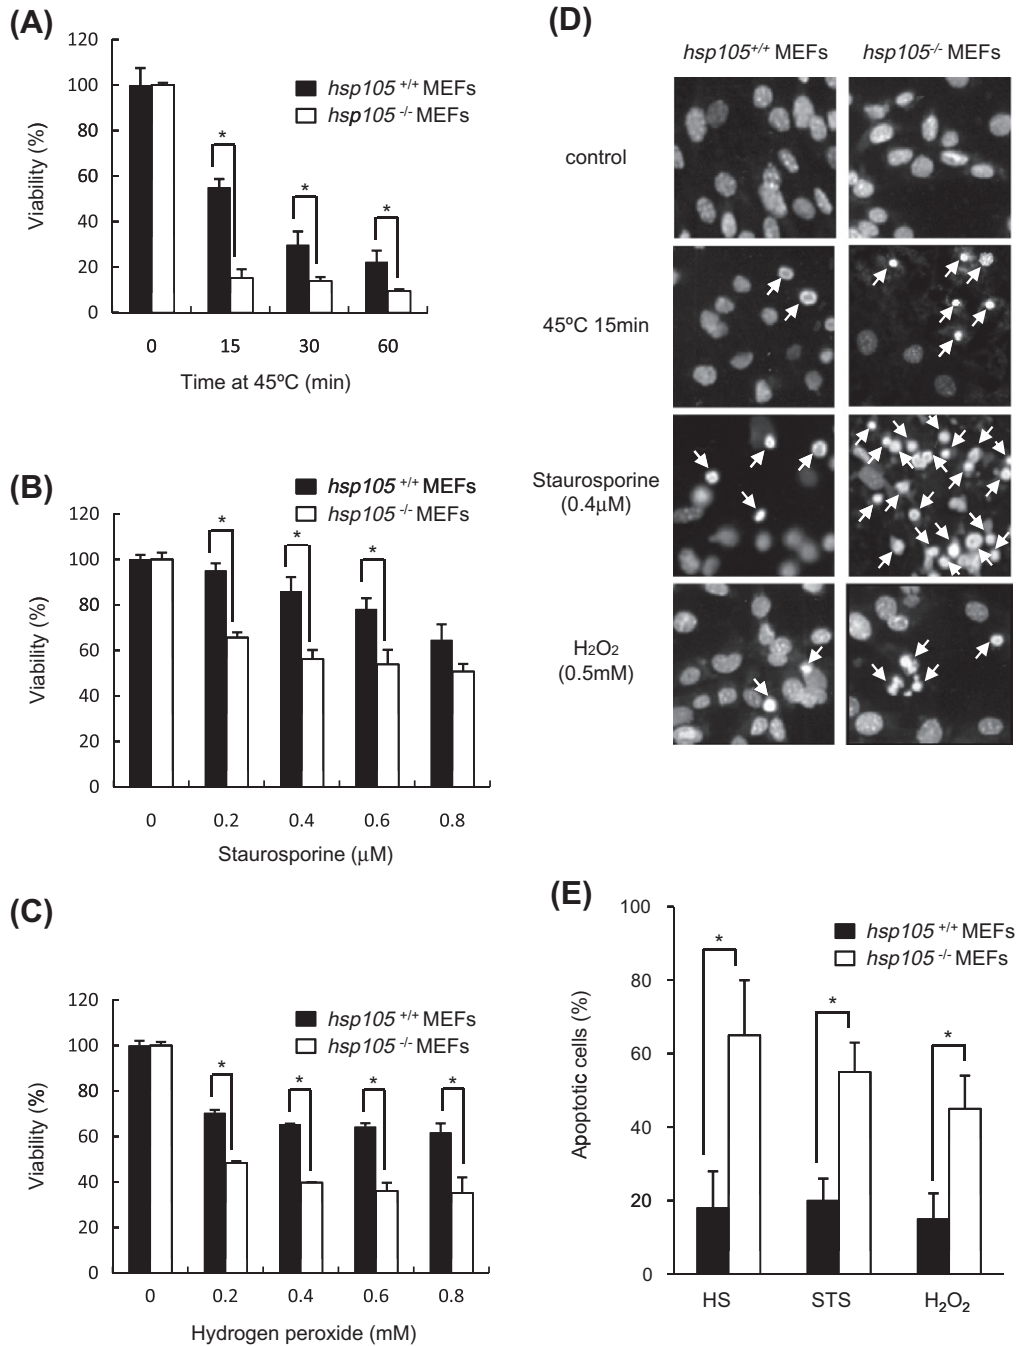 (A)
120
100
80
60
40
20
0
Viability (%)
hsp105 +/+ MEFs
hsp105 -/- MEFs
*
*
*
0 15 30 60
Time at 45ºC (min)
(B)
hsp105 +/+ MEFs
hsp105 -/- MEFs
120
100
80
60
40
20
0
Viability (%)
*
*
*
0 0.2 0.4 0.6 0.8
Staurosporine (μM)
(C)
120
100
80
60
40
20
0
Viability (%)
hsp105 +/+ MEFs
hsp105 -/- MEFs
*
*
*
*
0 0.2 0.4 0.6 0.8
Hydrogen peroxide (mM)
(D)
hsp105+/+ MEFs hsp105-/- MEFs
control
45ºC 15min
Staurosporine
(0.4μM)
H2O2
(0.5mM)
(E)
100
80
60
40
20
0
Apoptotic cells (%)
hsp105 +/+ MEFs
hsp105 -/- MEFs
*
*
*
HS STS H2O2